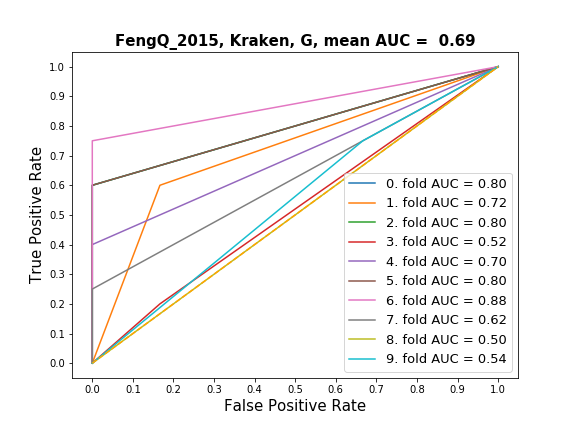 FengQ_2015, Kraken, G, mean AUC =  0.69
True Positive Rate
1.0
0.9
0.8
0.7
0.6
0.5
0.4
0.3
0.2
0.1
0.0
0. fold AUC = 0.80
1. fold AUC = 0.72
2. fold AUC = 0.80
3. fold AUC = 0.52
4. fold AUC = 0.70
5. fold AUC = 0.80
6. fold AUC = 0.88
7. fold AUC = 0.62
8. fold AUC = 0.50
9. fold AUC = 0.54
0.0 0.1 0.2 0.3 0.4 0.5 0.6 0.7 0.8 0.9 1.0
False Positive Rate